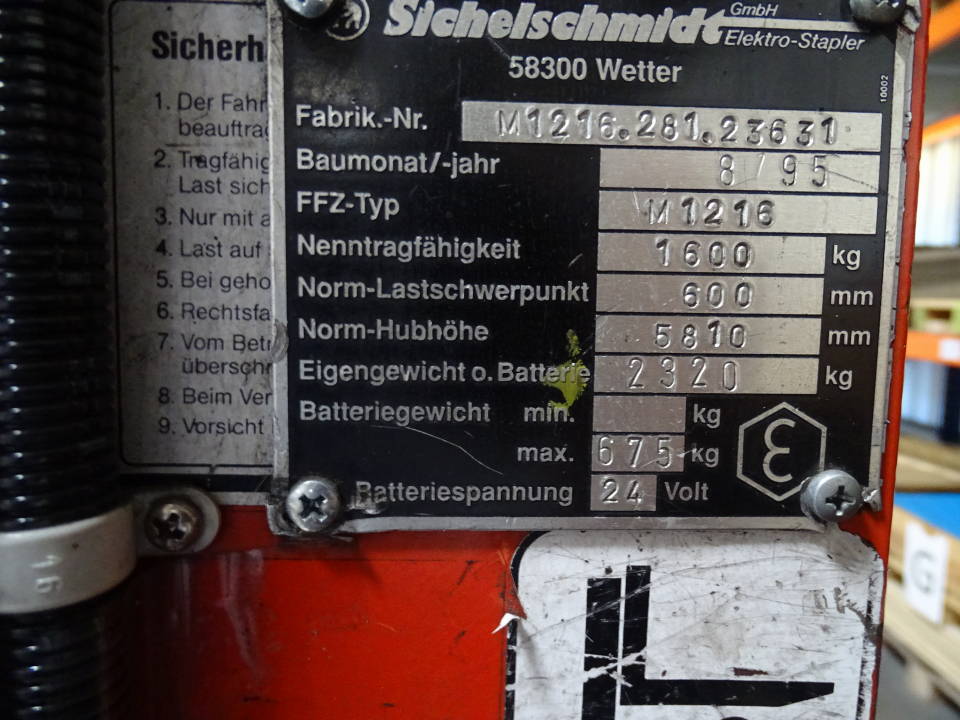 Sichelschmidt GmbH
Elektro-Stapler
58300 Wetter
10002
Fabrik.-Nr. M1216.281.23631
Baumonat/-jahr 8/95
FFZ-Typ M1216
Nenntragfähigkeit 1600 kg
Norm-Lastschwerpunkt 600 mm
Norm-Hubhöhe 5810 mm
Eigengewicht o. Batterie 2320 kg
Batteriegewicht min. kg
max. 675 kg
Batteriespannung 24 Volt
Sicherh
1. Der Fahr
beauftra
2. Tragfähig
Last sich
3. Nur mit a
4. Last auf
5. Bei geho
6. Rechtsfa
7. Vom Betr
überschr
8. Beim Ver
9. Vorsicht
16
G